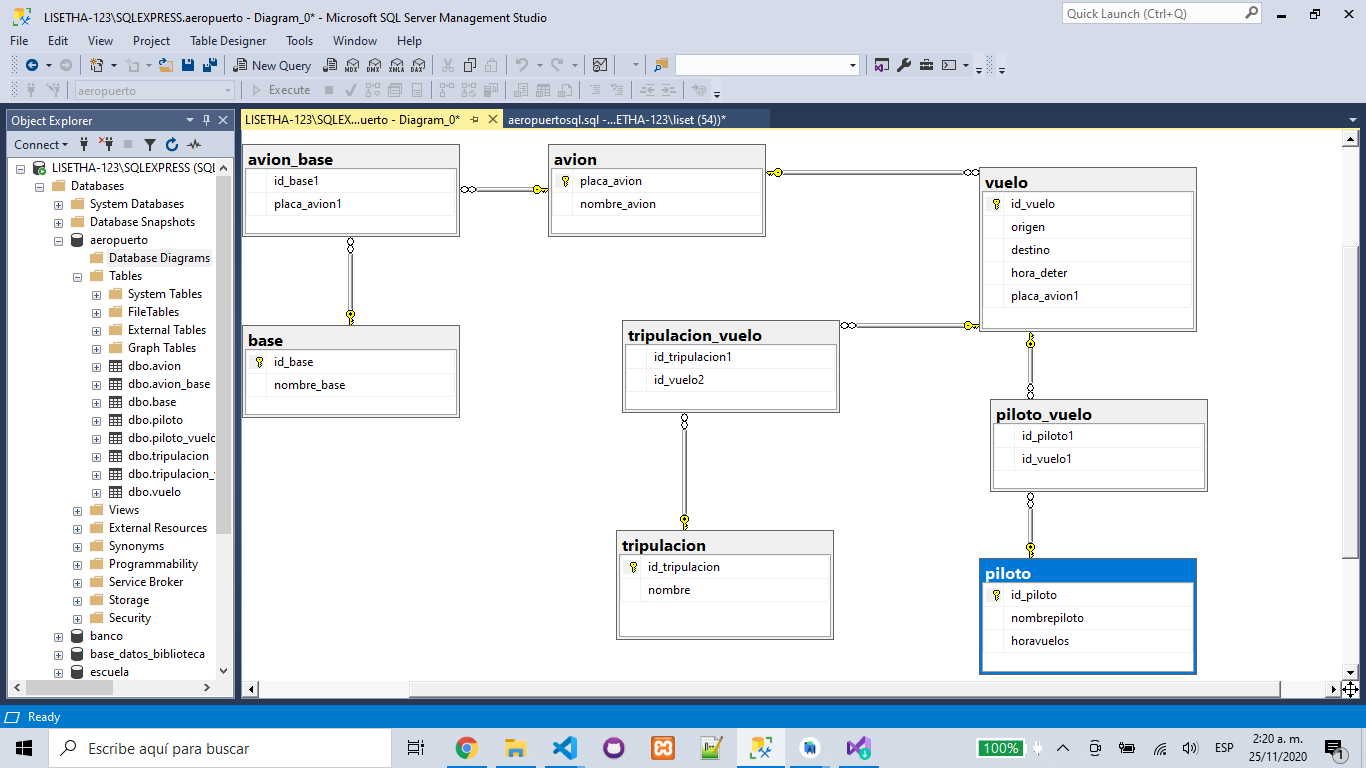 LISETHA-123\SQLEXPRESS.aeropuerto - Diagram_0* - Microsoft SQL Server Management Studio
Quick Launch (Ctrl+Q)
File Edit View Project Table Designer Tools Window Help
New Query
MDX DMX XMLA DAX
aeropuerto
Execute
Object Explorer
LISETHA-123\SQLEX...uerto - Diagram_0*
aeropuertosql.sql -...ETHA-123\liset (54))*
Connect
LISETHA-123\SQLEXPRESS (SQL
Databases
System Databases
Database Snapshots
aeropuerto
Database Diagrams
Tables
System Tables
FileTables
External Tables
Graph Tables
dbo.avion
dbo.avion_base
dbo.base
dbo.piloto
dbo.piloto_vuelo
dbo.tripulacion
dbo.tripulacion_
dbo.vuelo
Views
External Resources
Synonyms
Programmability
Service Broker
Storage
Security
banco
base_datos_biblioteca
escuela
avion_base
id_base1
placa_avion1
avion
placa_avion
nombre_avion
vuelo
id_vuelo
origen
destino
hora_deter
placa_avion1
base
id_base
nombre_base
tripulacion_vuelo
id_tripulacion1
id_vuelo2
piloto_vuelo
id_piloto1
id_vuelo1
tripulacion
id_tripulacion
nombre
piloto
id_piloto
nombrepiloto
horavuelos
Ready
Escribe aquí para buscar
100%
ESP
2:20 a. m.
25/11/2020
1